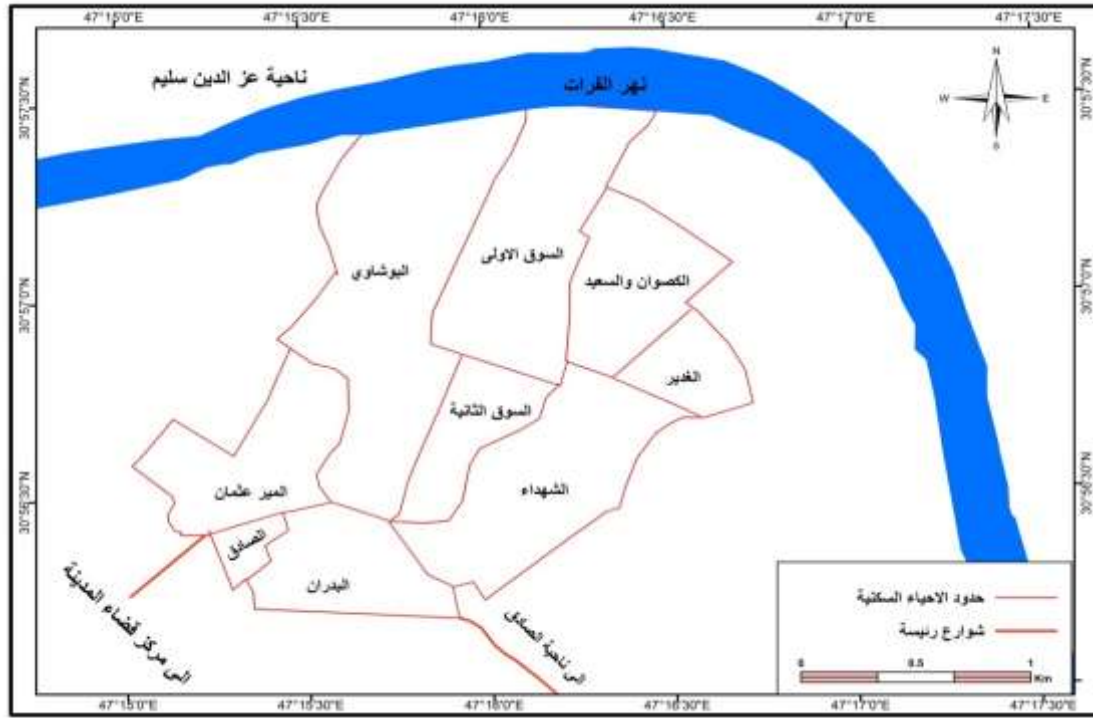 47°15'0"E 47°15'30"E 47°16'0"E 47°16'30"E 47°17'0"E 47°17'30"E
ناحية عز الدين سليم
نهر الفرات
N
W E
S
30°57'30"N
30°57'30"N
السوق الاولى
البوشاوي
الكصوان والسعيد
30°57'0"N
30°57'0"N
الغدير
السوق الثانية
الشهداء
المير عثمان
30°56'30"N
30°56'30"N
الصادق
البدران
الى مركز قضاء المدينة
الى ناحية الصادق
حدود الاحياء السكنية
شوارع رئيسة
0 0.5 1
Km
47°15'0"E 47°15'30"E 47°16'0"E 47°16'30"E 47°17'0"E 47°17'30"E